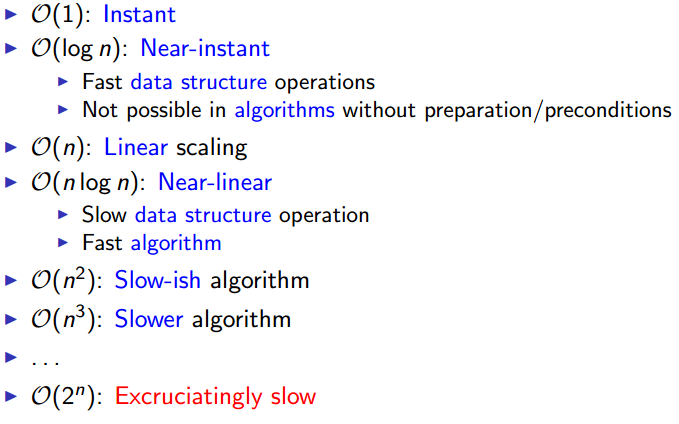 ▶ O(1): Instant
▶ O(log n): Near-instant
▶ Fast data structure operations
▶ Not possible in algorithms without preparation/preconditions
▶ O(n): Linear scaling
▶ O(n log n): Near-linear
▶ Slow data structure operation
▶ Fast algorithm
▶ O(n²): Slow-ish algorithm
▶ O(n³): Slower algorithm
▶ ...
▶ O(2ⁿ): Excruciatingly slow